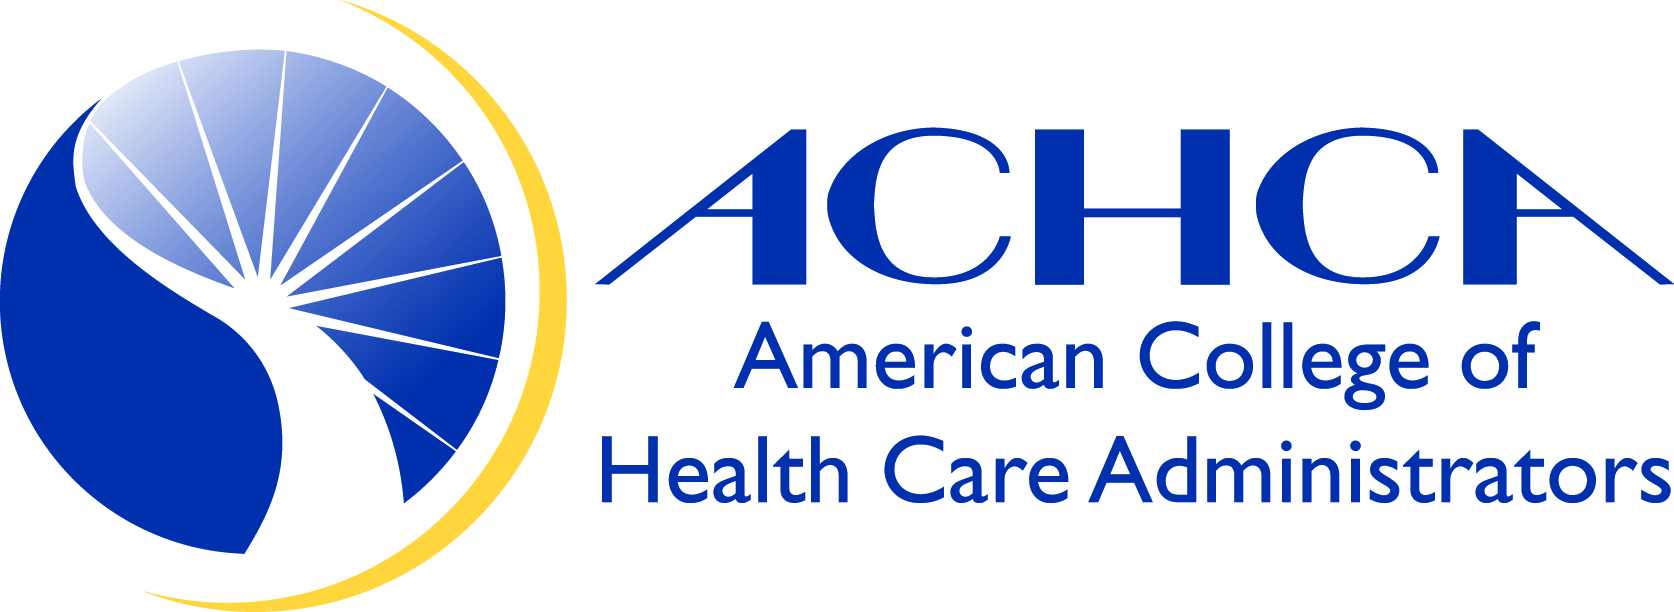 ACHCA
American College of
Health Care Administrators